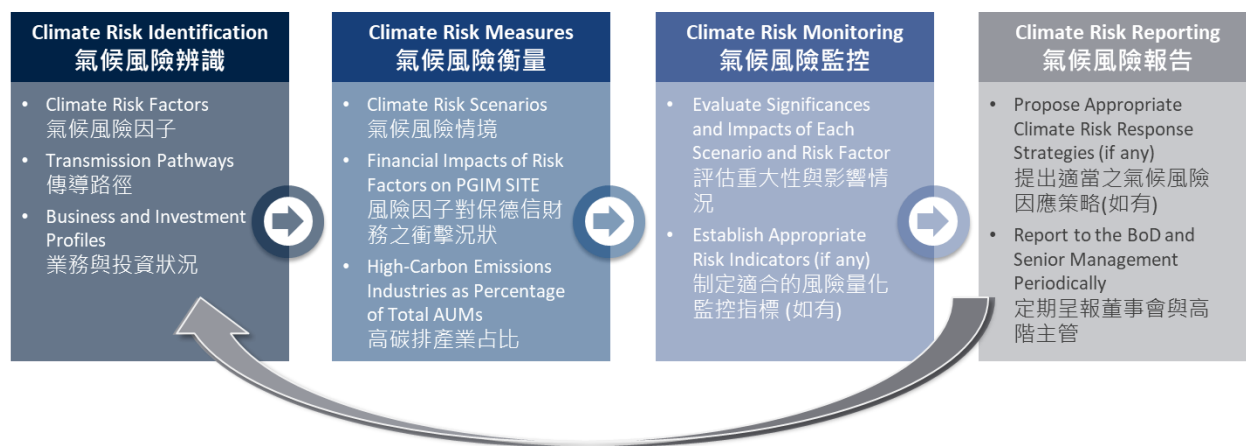 Climate Risk Identification
氣候風險辨識
• Climate Risk Factors
氣候風險因子
• Transmission Pathways
傳導路徑
• Business and Investment
Profiles
業務與投資狀況
Climate Risk Measures
氣候風險衡量
• Climate Risk Scenarios
氣候風險情境
• Financial Impacts of Risk
Factors on PGIM SITE
風險因子對保德信財
務之衝擊況狀
• High-Carbon Emissions
Industries as Percentage
of Total AUMs
高碳排產業占比
Climate Risk Monitoring
氣候風險監控
• Evaluate Significances
and Impacts of Each
Scenario and Risk Factor
評估重大性與影響情
況
• Establish Appropriate
Risk Indicators (if any)
制定適合的風險量化
監控指標 (如有)
Climate Risk Reporting
氣候風險報告
• Propose Appropriate
Climate Risk Response
Strategies (if any)
提出適當之氣候風險
因應策略(如有)
• Report to the BoD and
Senior Management
Periodically
定期呈報董事會與高
階主管